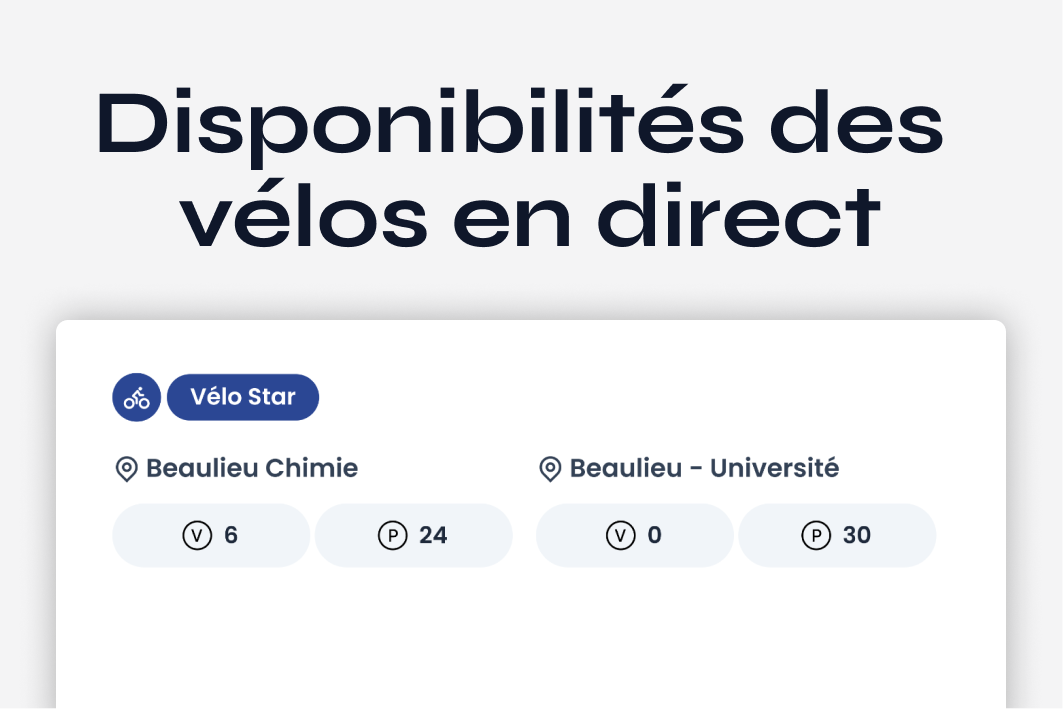 Disponibilités des
vélos en direct
Vélo Star
Beaulieu Chimie
V 6
P 24
Beaulieu - Université
V 0
P 30